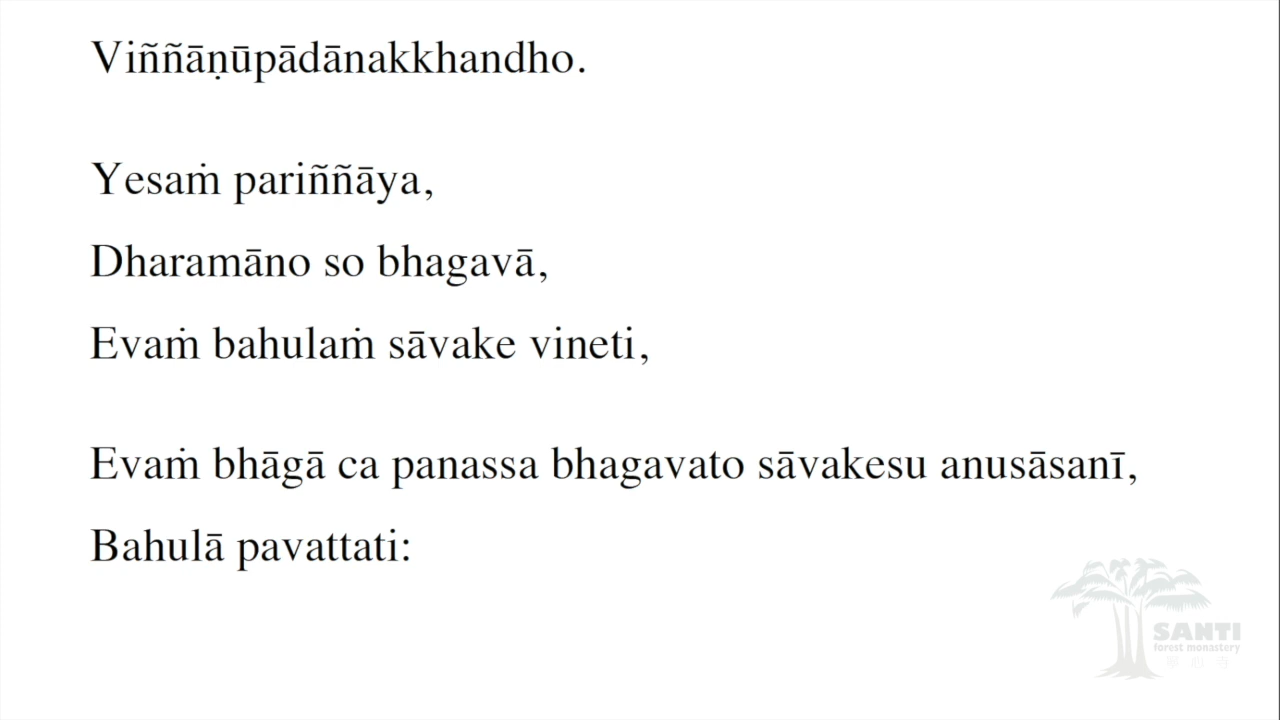 Viññāṇūpādānakkhandho.
Yesaṁ pariññāya,
Dharamāno so bhagavā,
Evaṁ bahulaṁ sāvake vineti,
Evaṁ bhāgā ca panassa bhagavato sāvakesu anusāsanī,
Bahulā pavattati:
SANTI
forest monastery